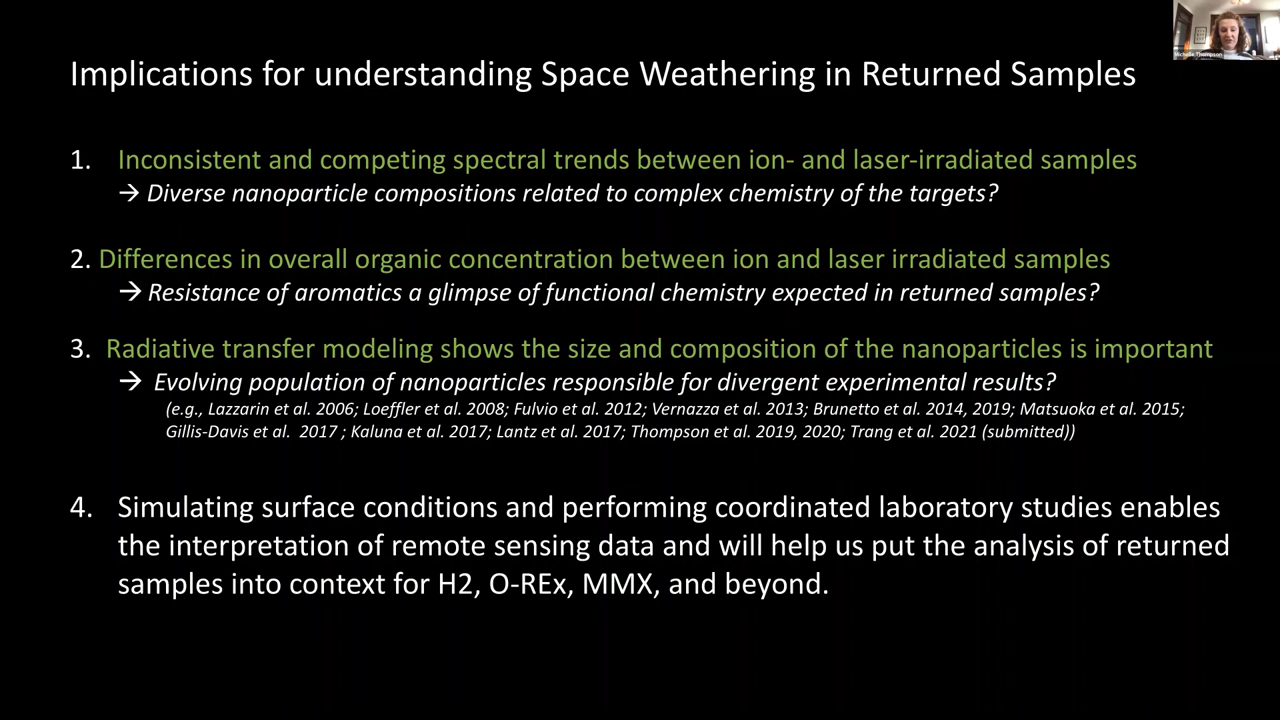 Michelle Thompson
Implications for understanding Space Weathering in Returned Samples
1. Inconsistent and competing spectral trends between ion- and laser-irradiated samples
→ Diverse nanoparticle compositions related to complex chemistry of the targets?
2. Differences in overall organic concentration between ion and laser irradiated samples
→ Resistance of aromatics a glimpse of functional chemistry expected in returned samples?
3. Radiative transfer modeling shows the size and composition of the nanoparticles is important
→ Evolving population of nanoparticles responsible for divergent experimental results?
(e.g., Lazzarin et al. 2006; Loeffler et al. 2008; Fulvio et al. 2012; Vernazza et al. 2013; Brunetto et al. 2014, 2019; Matsuoka et al. 2015;
Gillis-Davis et al. 2017 ; Kaluna et al. 2017; Lantz et al. 2017; Thompson et al. 2019, 2020; Trang et al. 2021 (submitted))
4. Simulating surface conditions and performing coordinated laboratory studies enables
the interpretation of remote sensing data and will help us put the analysis of returned
samples into context for H2, O-REx, MMX, and beyond.